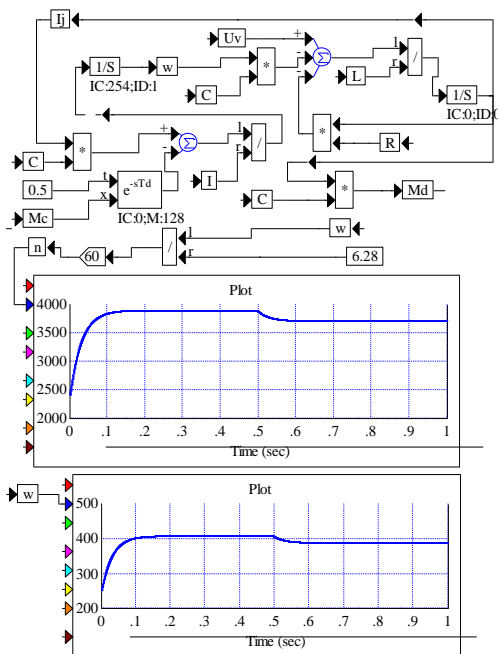 Ij
Uv
+
-
-
Σ
l
r
/
1/S
w
*
C
L
1/S
IC:254;ID:1
IC:0;ID:0
*
R
C
*
+
-
Σ
l
r
/
I
0.5
t
x
e^-sTd
C
*
Md
Mc
IC:0;M:128
n
60
/
l
r
w
6.28
Plot
4000
3500
3000
2500
2000
0 .1 .2 .3 .4 .5 .6 .7 .8 .9 1
Time (sec)
w
Plot
500
400
300
200
0 .1 .2 .3 .4 .5 .6 .7 .8 .9 1
Time (sec)